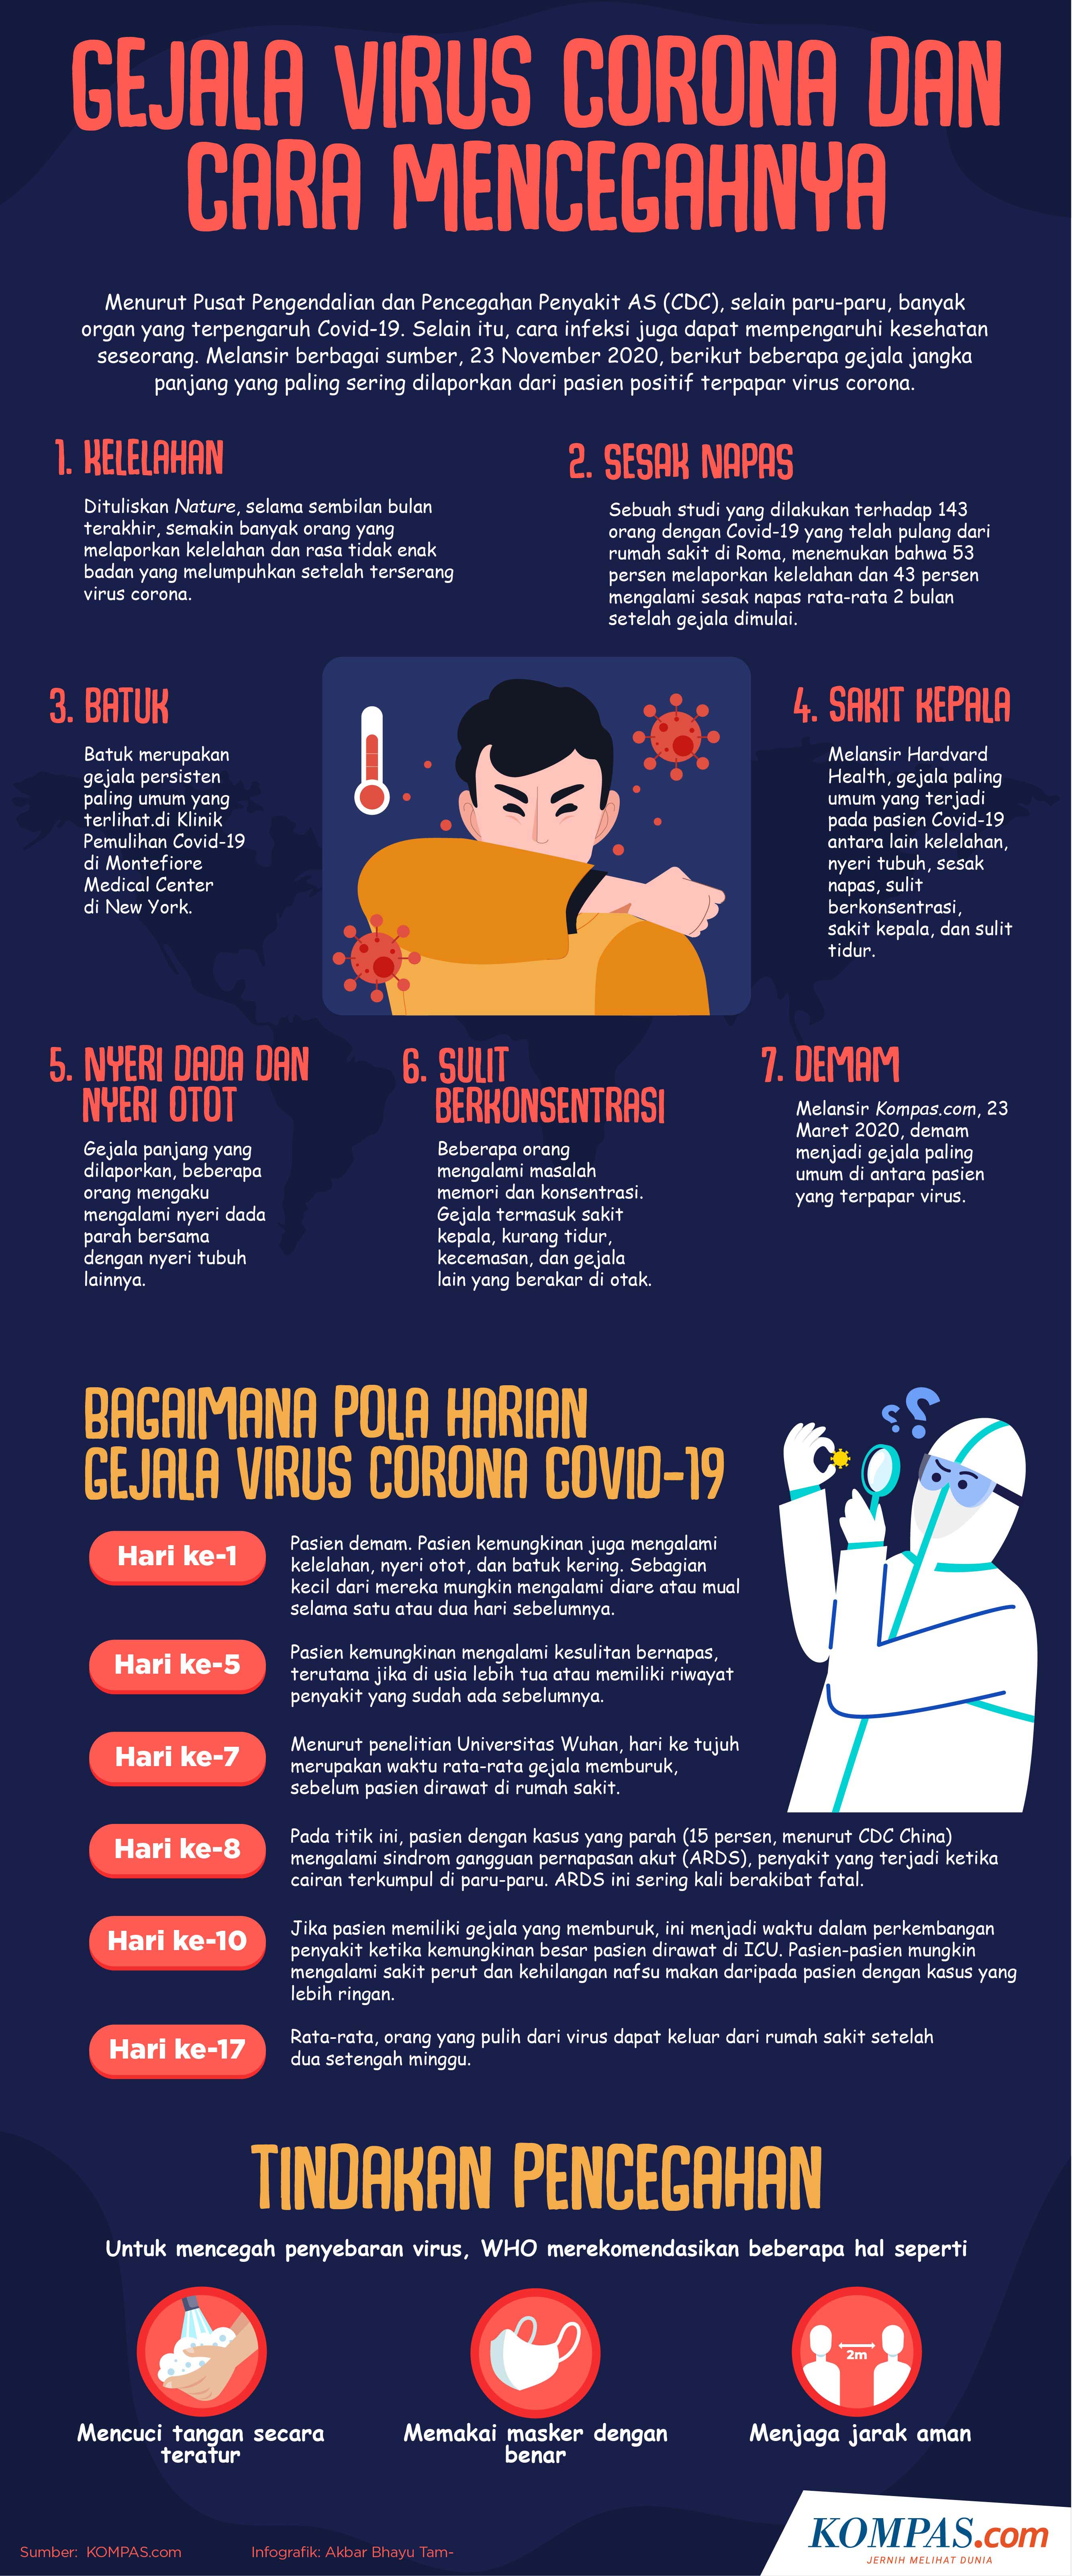 GEJALA VIRUS CORONA DAN
CARA MENCEGAHNYA
Menurut Pusat Pengendalian dan Pencegahan Penyakit AS (CDC), selain paru-paru, banyak
organ yang terpengaruh Covid-19. Selain itu, cara infeksi juga dapat mempengaruhi kesehatan
seseorang. Melansir berbagai sumber, 23 November 2020, berikut beberapa gejala jangka
panjang yang paling sering dilaporkan dari pasien positif terpapar virus corona.
1. KELELAHAN
Dituliskan Nature, selama sembilan bulan
terakhir, semakin banyak orang yang
melaporkan kelelahan dan rasa tidak enak
badan yang melumpuhkan setelah terserang
virus corona.
2. SESAK NAPAS
Sebuah studi yang dilakukan terhadap 143
orang dengan Covid-19 yang telah pulang dari
rumah sakit di Roma, menemukan bahwa 53
persen melaporkan kelelahan dan 43 persen
mengalami sesak napas rata-rata 2 bulan
setelah gejala dimulai.
3. BATUK
Batuk merupakan
gejala persisten
paling umum yang
terlihat.di Klinik
Pemulihan Covid-19
di Montefiore
Medical Center
di New York.
4. SAKIT KEPALA
Melansir Hardvard
Health, gejala paling
umum yang terjadi
pada pasien Covid-19
antara lain kelelahan,
nyeri tubuh, sesak
napas, sulit
berkonsentrasi,
sakit kepala, dan sulit
tidur.
5. NYERI DADA DAN
NYERI OTOT
Gejala panjang yang
dilaporkan, beberapa
orang mengaku
mengalami nyeri dada
parah bersama
dengan nyeri tubuh
lainnya.
6. SULIT
BERKONSENTRASI
Beberapa orang
mengalami masalah
memori dan konsentrasi.
Gejala termasuk sakit
kepala, kurang tidur,
kecemasan, dan gejala
lain yang berakar di otak.
7. DEMAM
Melansir Kompas.com, 23
Maret 2020, demam
menjadi gejala paling
umum di antara pasien
yang terpapar virus.
BAGAIMANA POLA HARIAN
GEJALA VIRUS CORONA COVID-19
??
Hari ke-1
Pasien demam. Pasien kemungkinan juga mengalami
kelelahan, nyeri otot, dan batuk kering. Sebagian
kecil dari mereka mungkin mengalami diare atau mual
selama satu atau dua hari sebelumnya.
Hari ke-5
Pasien kemungkinan mengalami kesulitan bernapas,
terutama jika di usia lebih tua atau memiliki riwayat
penyakit yang sudah ada sebelumnya.
Hari ke-7
Menurut penelitian Universitas Wuhan, hari ke tujuh
merupakan waktu rata-rata gejala memburuk,
sebelum pasien dirawat di rumah sakit.
Hari ke-8
Pada titik ini, pasien dengan kasus yang parah (15 persen, menurut CDC China)
mengalami sindrom gangguan pernapasan akut (ARDS), penyakit yang terjadi ketika
cairan terkumpul di paru-paru. ARDS ini sering kali berakibat fatal.
Hari ke-10
Jika pasien memiliki gejala yang memburuk, ini menjadi waktu dalam perkembangan
penyakit ketika kemungkinan besar pasien dirawat di ICU. Pasien-pasien mungkin
mengalami sakit perut dan kehilangan nafsu makan daripada pasien dengan kasus yang
lebih ringan.
Hari ke-17
Rata-rata, orang yang pulih dari virus dapat keluar dari rumah sakit setelah
dua setengah minggu.
TINDAKAN PENCEGAHAN
Untuk mencegah penyebaran virus, WHO merekomendasikan beberapa hal seperti
2m
Mencuci tangan secara
teratur
Memakai masker dengan
benar
Menjaga jarak aman
Sumber: KOMPAS.com
Infografik: Akbar Bhayu Tam-
KOMPAS.com
JERNIH MELIHAT DUNIA